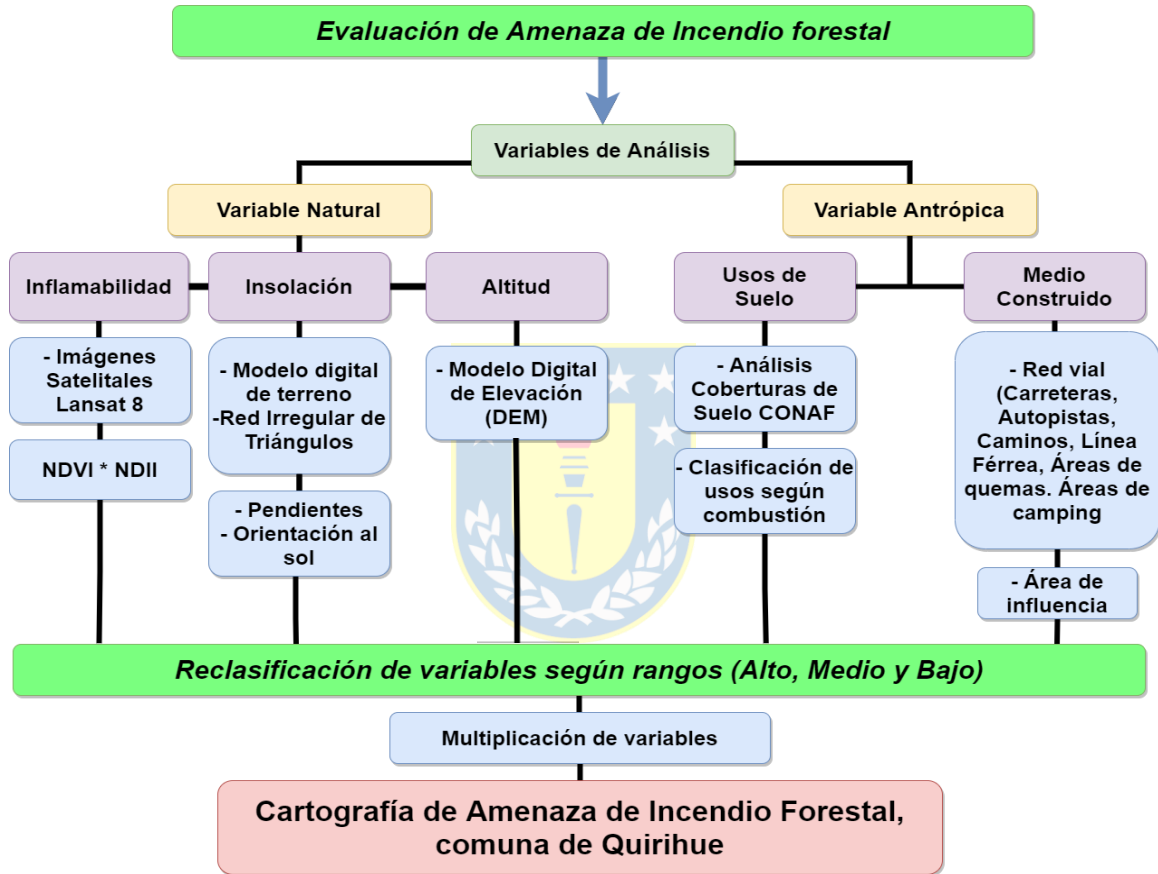 Evaluación de Amenaza de Incendio forestal
Variables de Análisis
Variable Natural
Variable Antrópica
Inflamabilidad
Insolación
Altitud
Usos de
Suelo
Medio
Construido
- Imágenes
Satelitales
Lansat 8
NDVI * NDII
- Modelo digital
de terreno
-Red Irregular de
Triángulos
- Pendientes
- Orientación al
sol
- Modelo Digital
de Elevación
(DEM)
- Análisis
Coberturas de
Suelo CONAF
- Clasificación de
usos según
combustión
- Red vial
(Carreteras,
Autopistas,
Caminos, Línea
Férrea, Áreas de
quemas. Áreas de
camping
- Área de
influencia
Reclasificación de variables según rangos (Alto, Medio y Bajo)
Multiplicación de variables
Cartografía de Amenaza de Incendio Forestal,
comuna de Quirihue